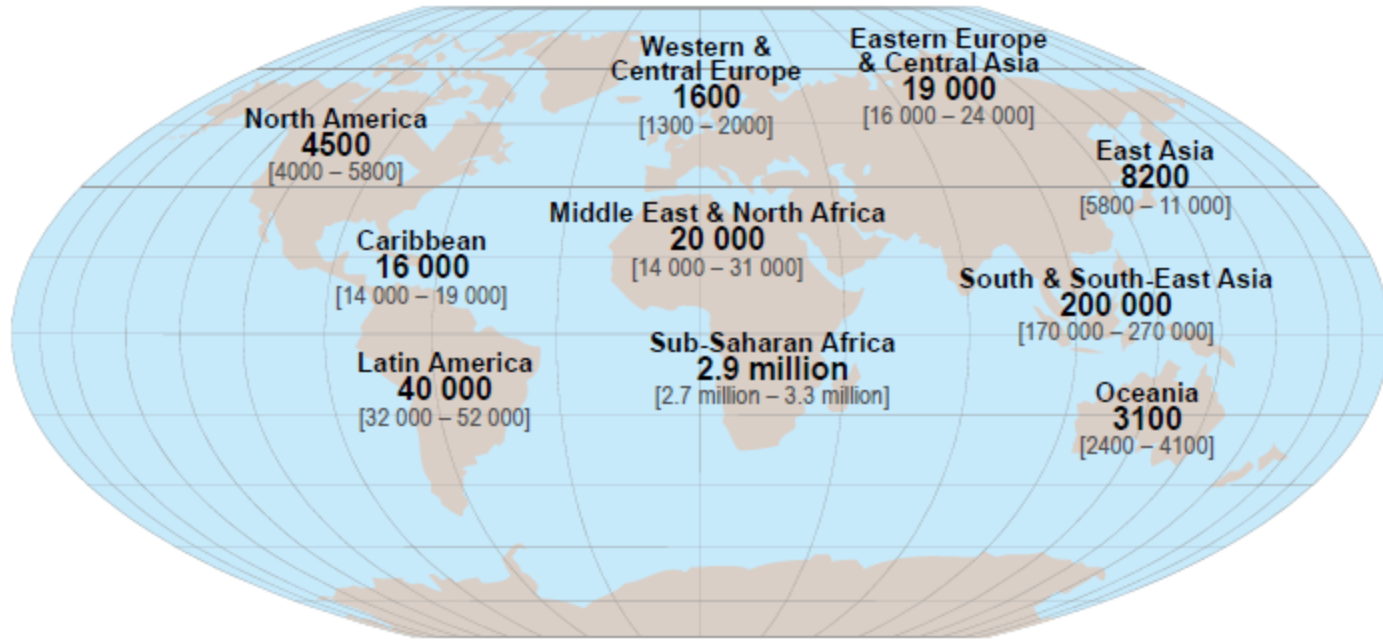 Western &
Central Europe
1600
[1300 – 2000]
Eastern Europe
& Central Asia
19 000
[16 000 – 24 000]
North America
4500
[4000 – 5800]
East Asia
8200
[5800 – 11 000]
Middle East & North Africa
20 000
[14 000 – 31 000]
Caribbean
16 000
[14 000 – 19 000]
South & South-East Asia
200 000
[170 000 – 270 000]
Sub-Saharan Africa
2.9 million
[2.7 million – 3.3 million]
Latin America
40 000
[32 000 – 52 000]
Oceania
3100
[2400 – 4100]